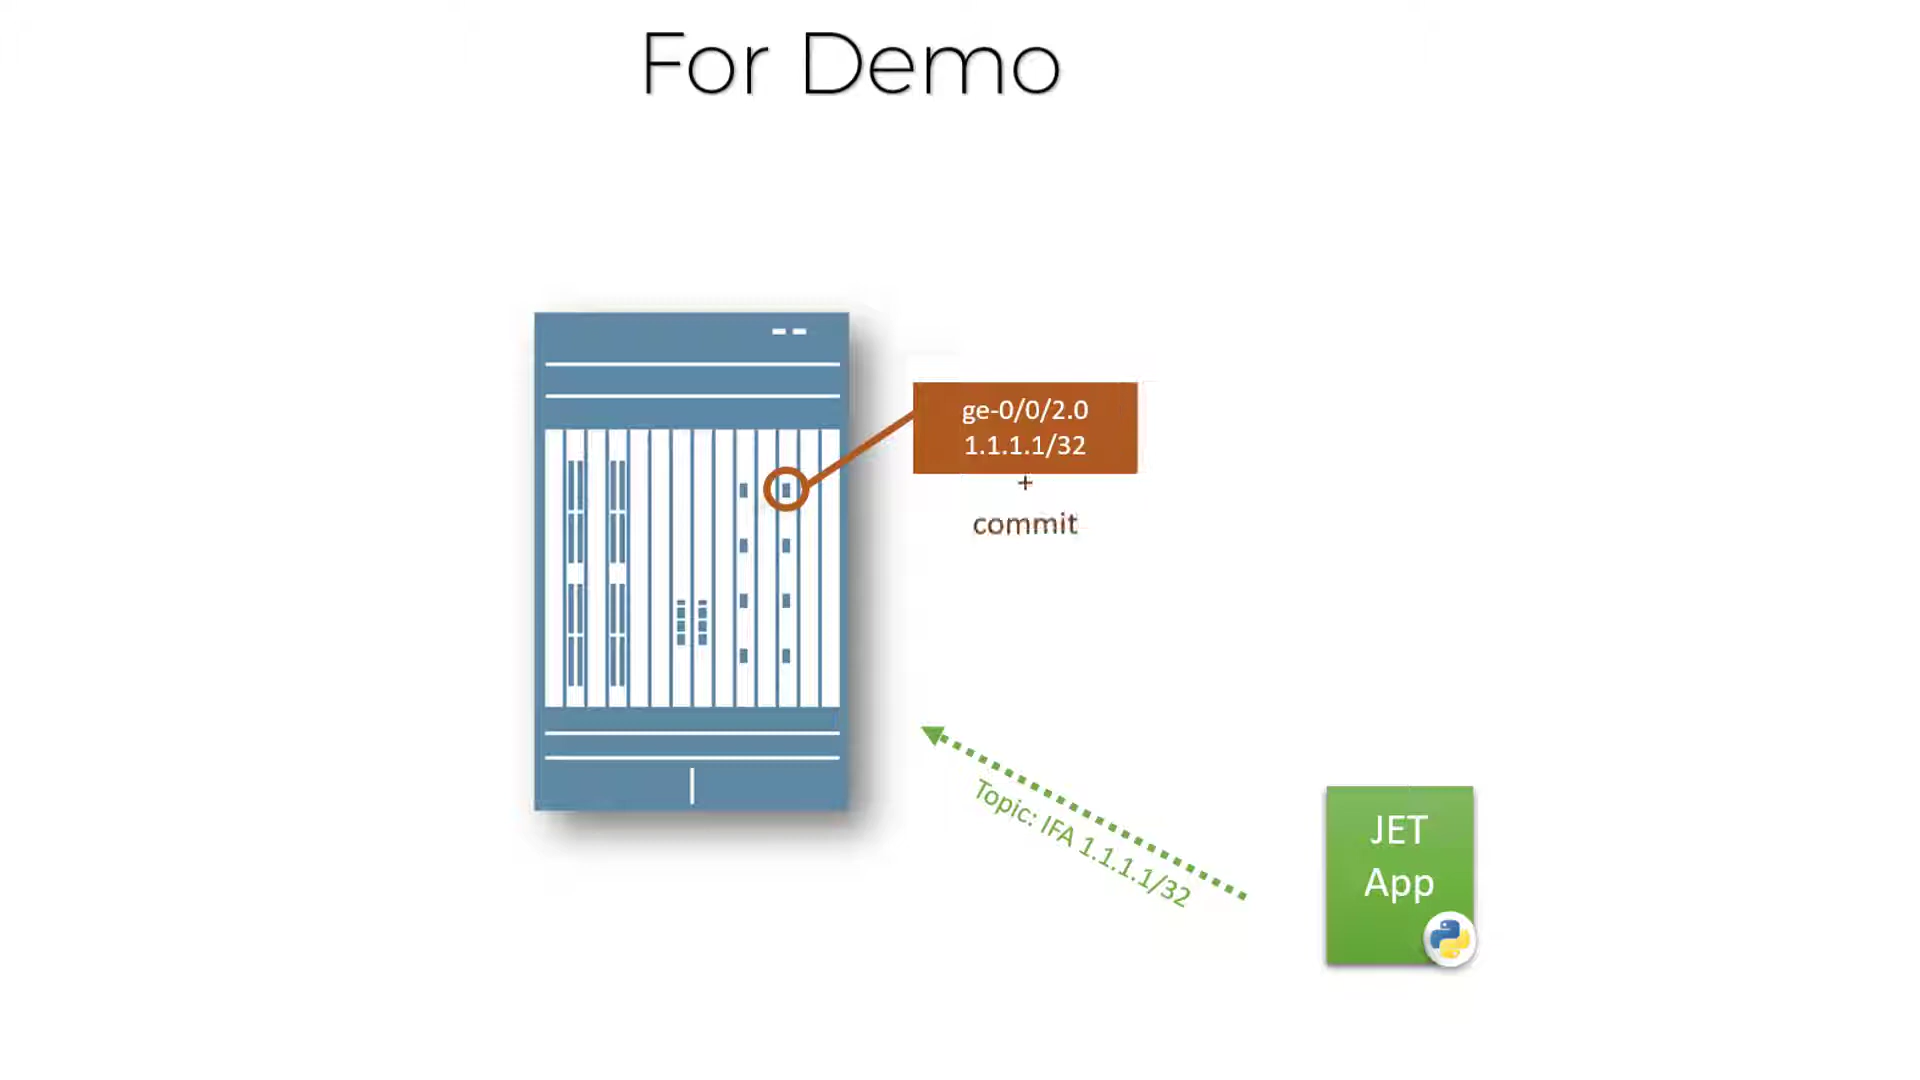 For Demo
ge-0/0/2.0
1.1.1.1/32
+
commit
Topic: IFA 1.1.1.1/32
JET
App